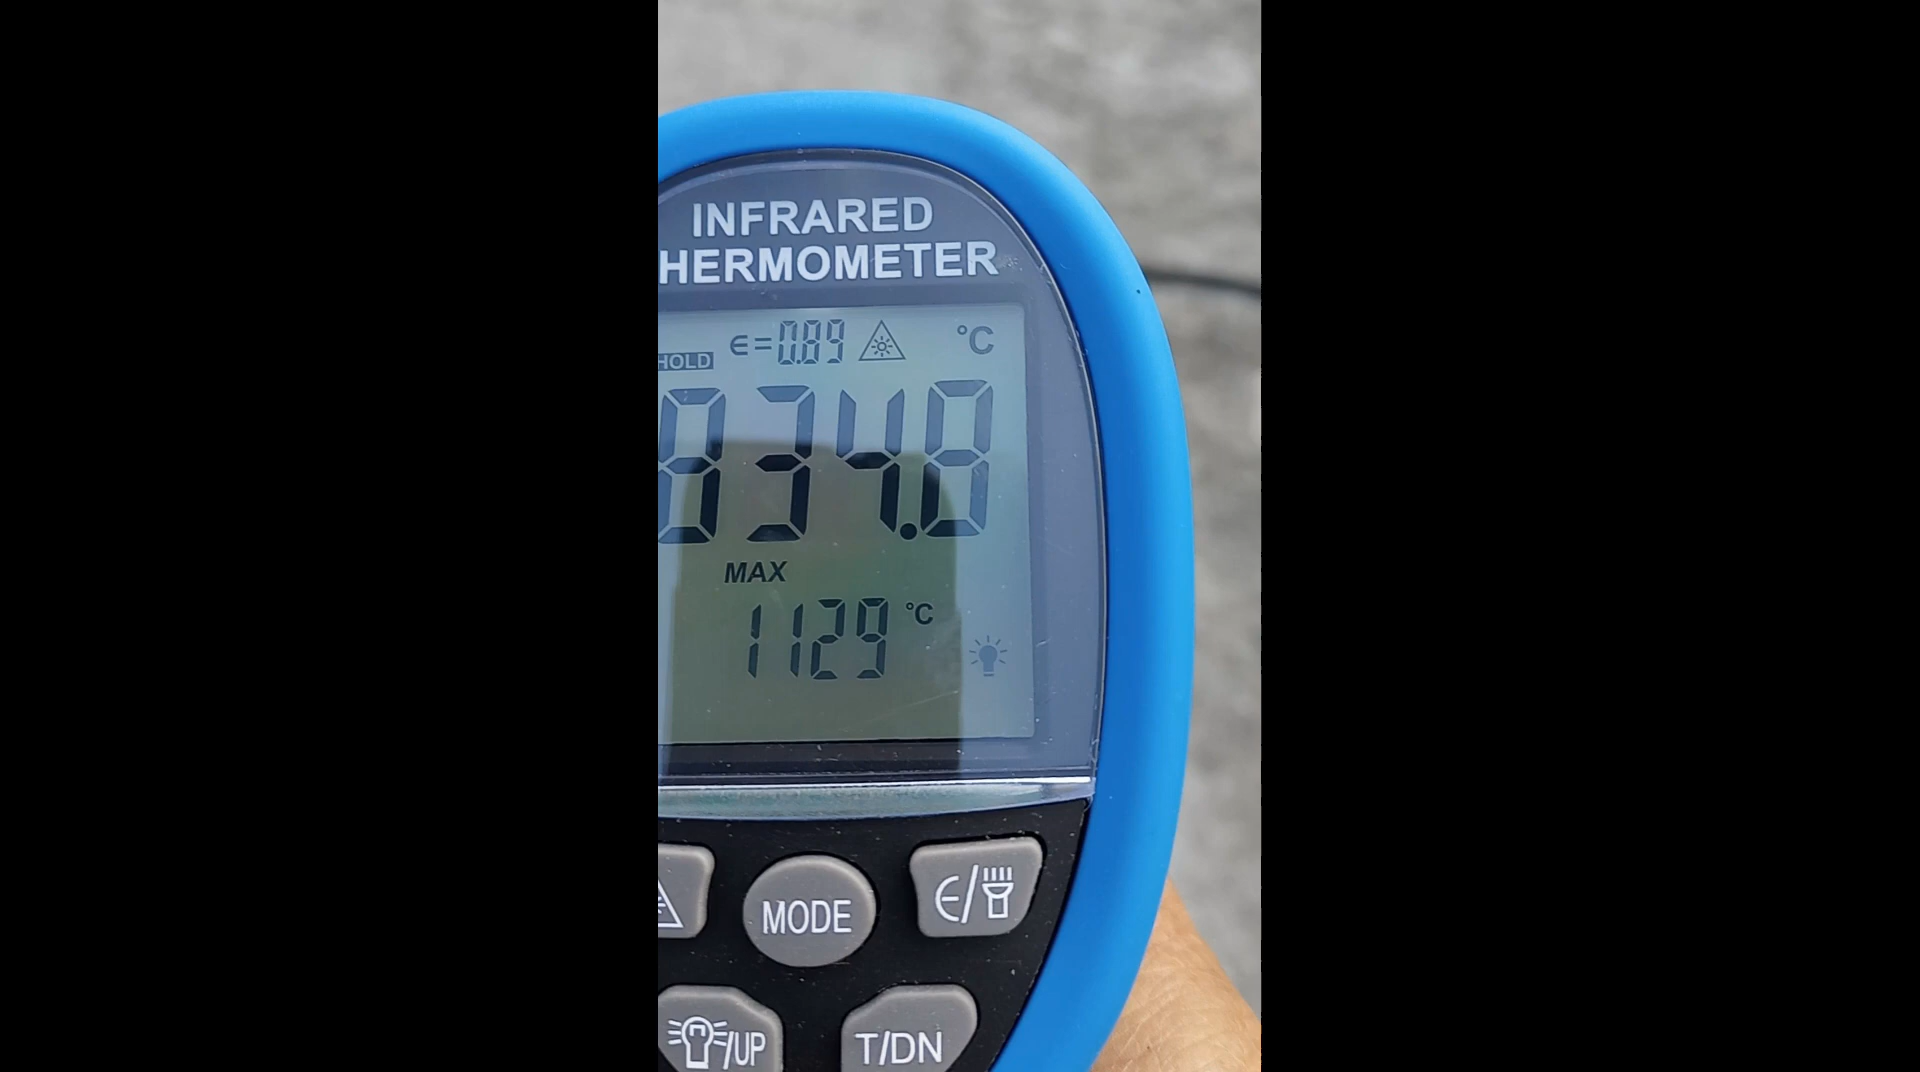 INFRARED
HERMOMETER
HOLD ∈=0.89 °C
834.8
MAX
1129 °C
MODE
∈/
/UP
T/DN